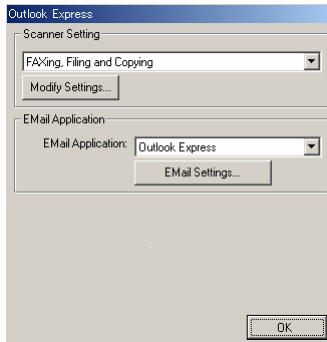 Outlook Express
Scanner Setting
FAXing, Filing and Copying
Modify Settings...
EMail Application
EMail Application: Outlook Express
EMail Settings...
OK